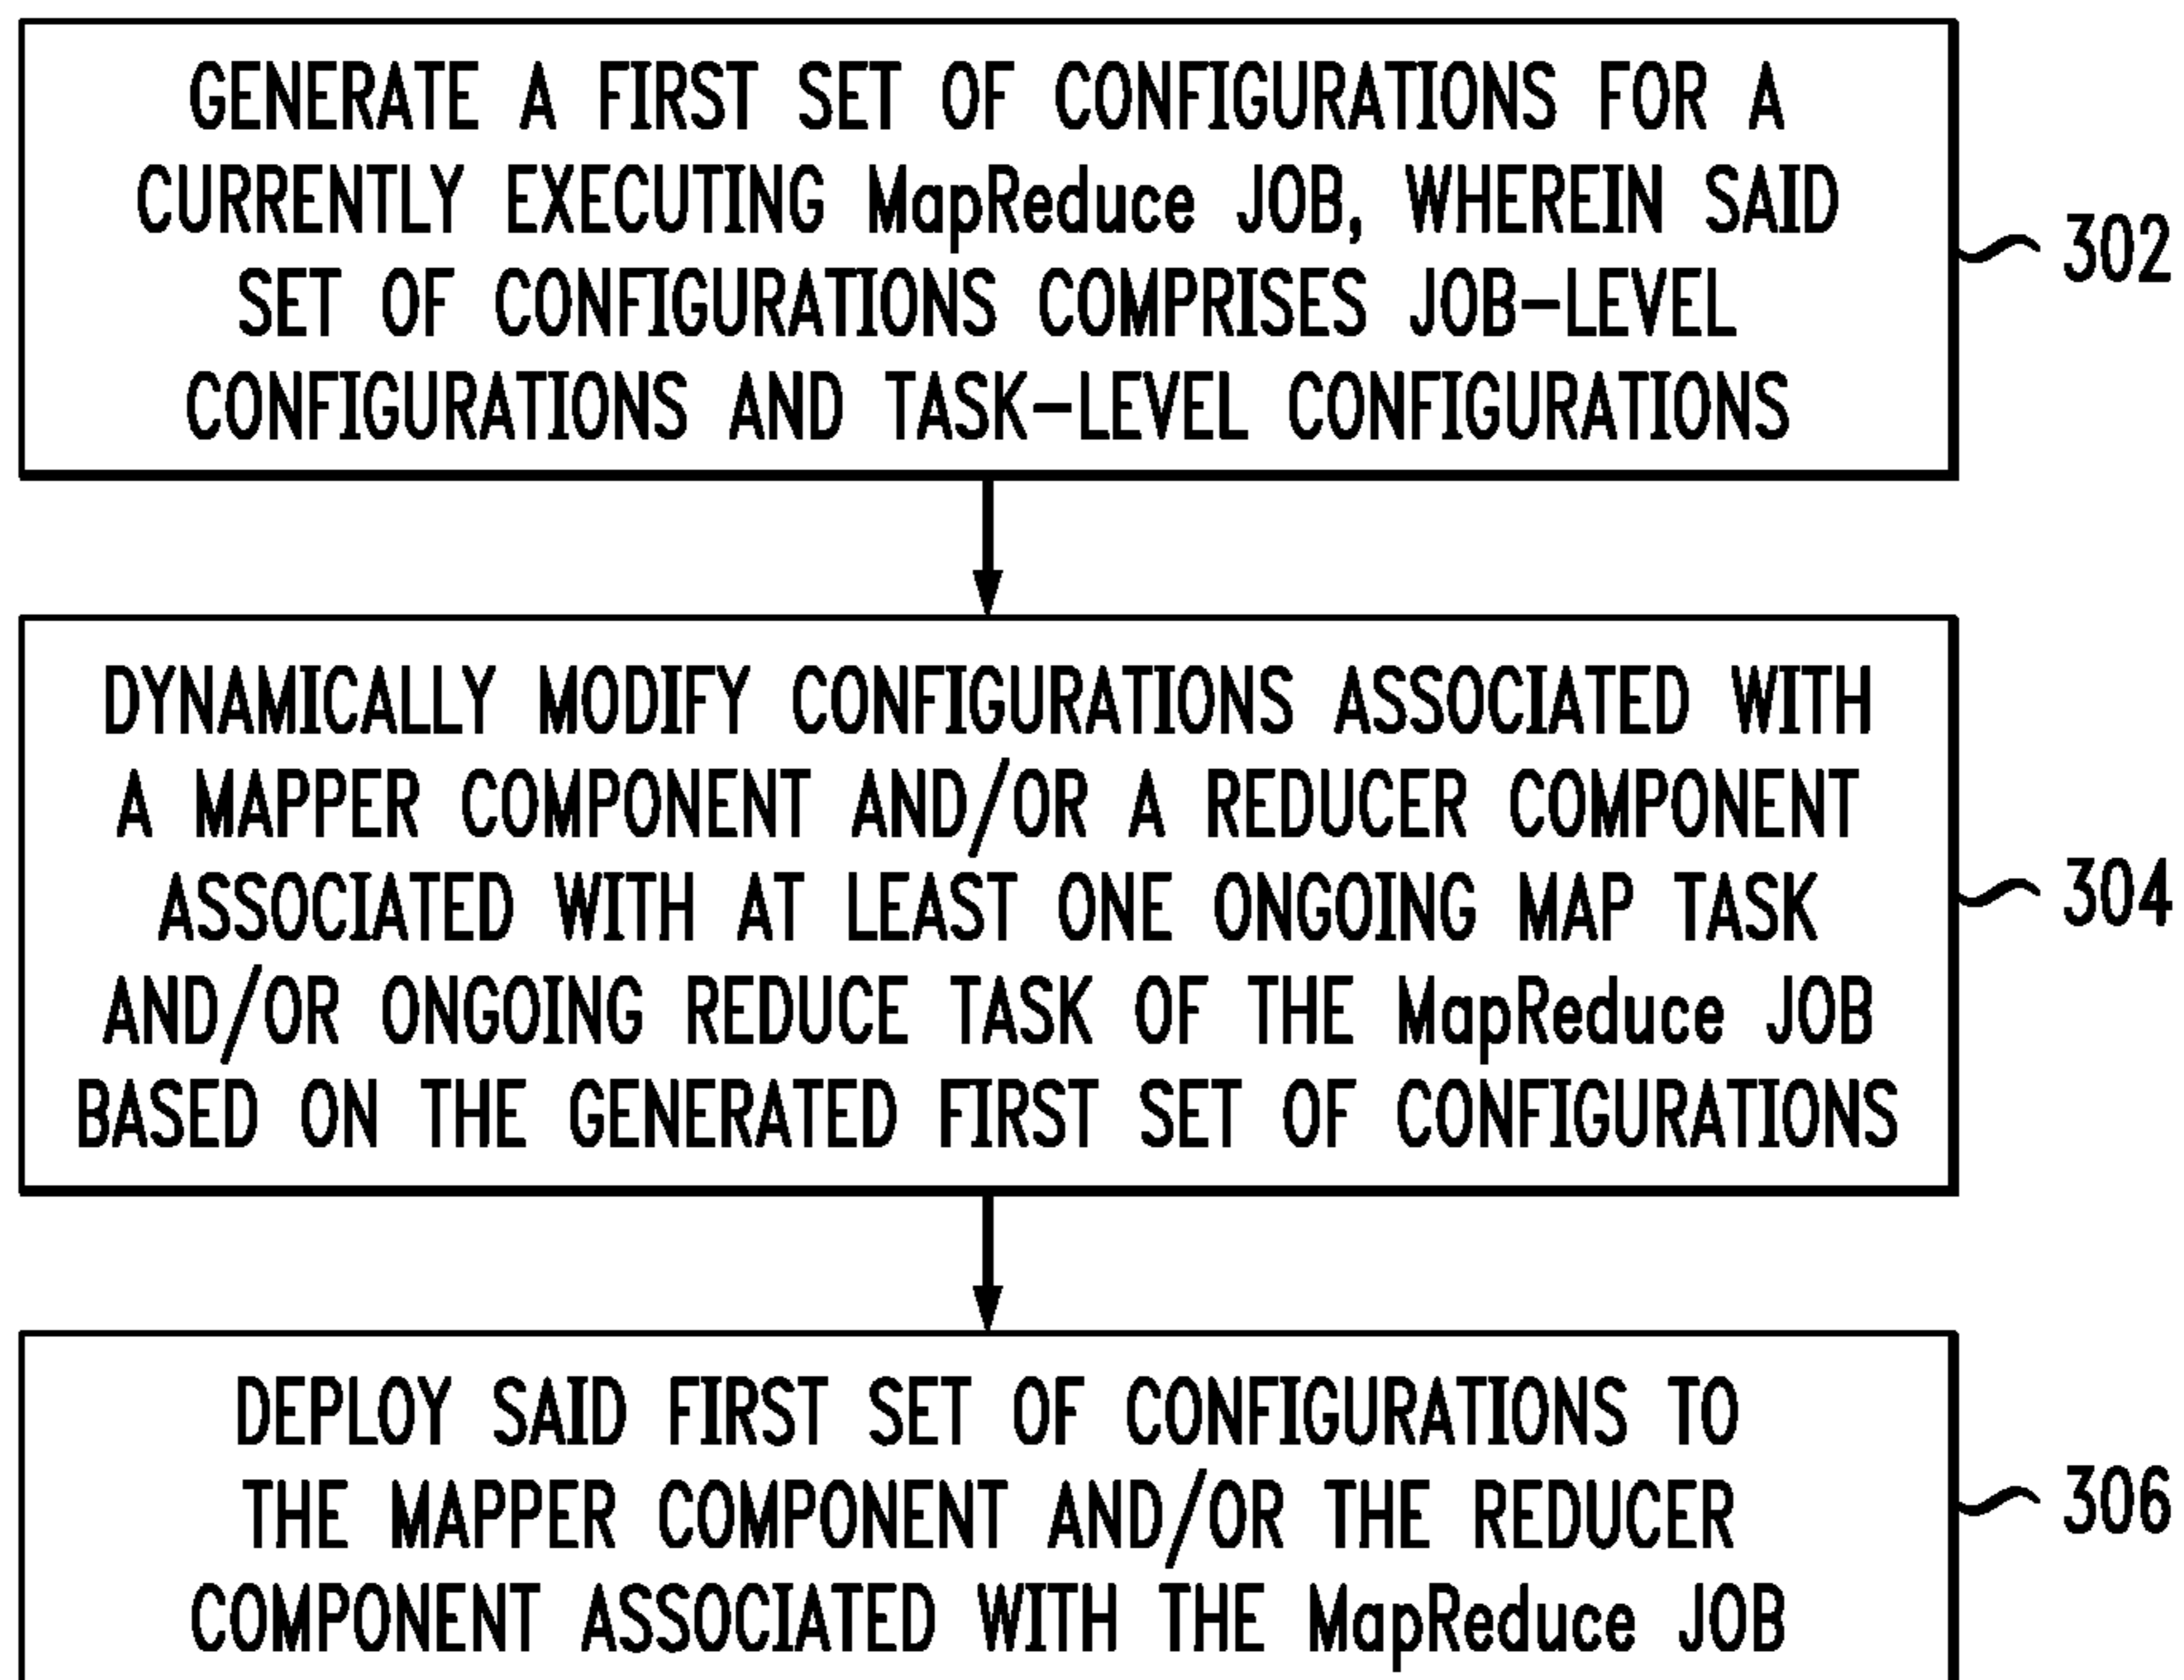 GENERATE A FIRST SET OF CONFIGURATIONS FOR A
CURRENTLY EXECUTING MapReduce JOB, WHEREIN SAID
SET OF CONFIGURATIONS COMPRISES JOB-LEVEL
CONFIGURATIONS AND TASK-LEVEL CONFIGURATIONS
302
DYNAMICALLY MODIFY CONFIGURATIONS ASSOCIATED WITH
A MAPPER COMPONENT AND/OR A REDUCER COMPONENT
ASSOCIATED WITH AT LEAST ONE ONGOING MAP TASK
AND/OR ONGOING REDUCE TASK OF THE MapReduce JOB
BASED ON THE GENERATED FIRST SET OF CONFIGURATIONS
304
DEPLOY SAID FIRST SET OF CONFIGURATIONS TO
THE MAPPER COMPONENT AND/OR THE REDUCER
COMPONENT ASSOCIATED WITH THE MapReduce JOB
306